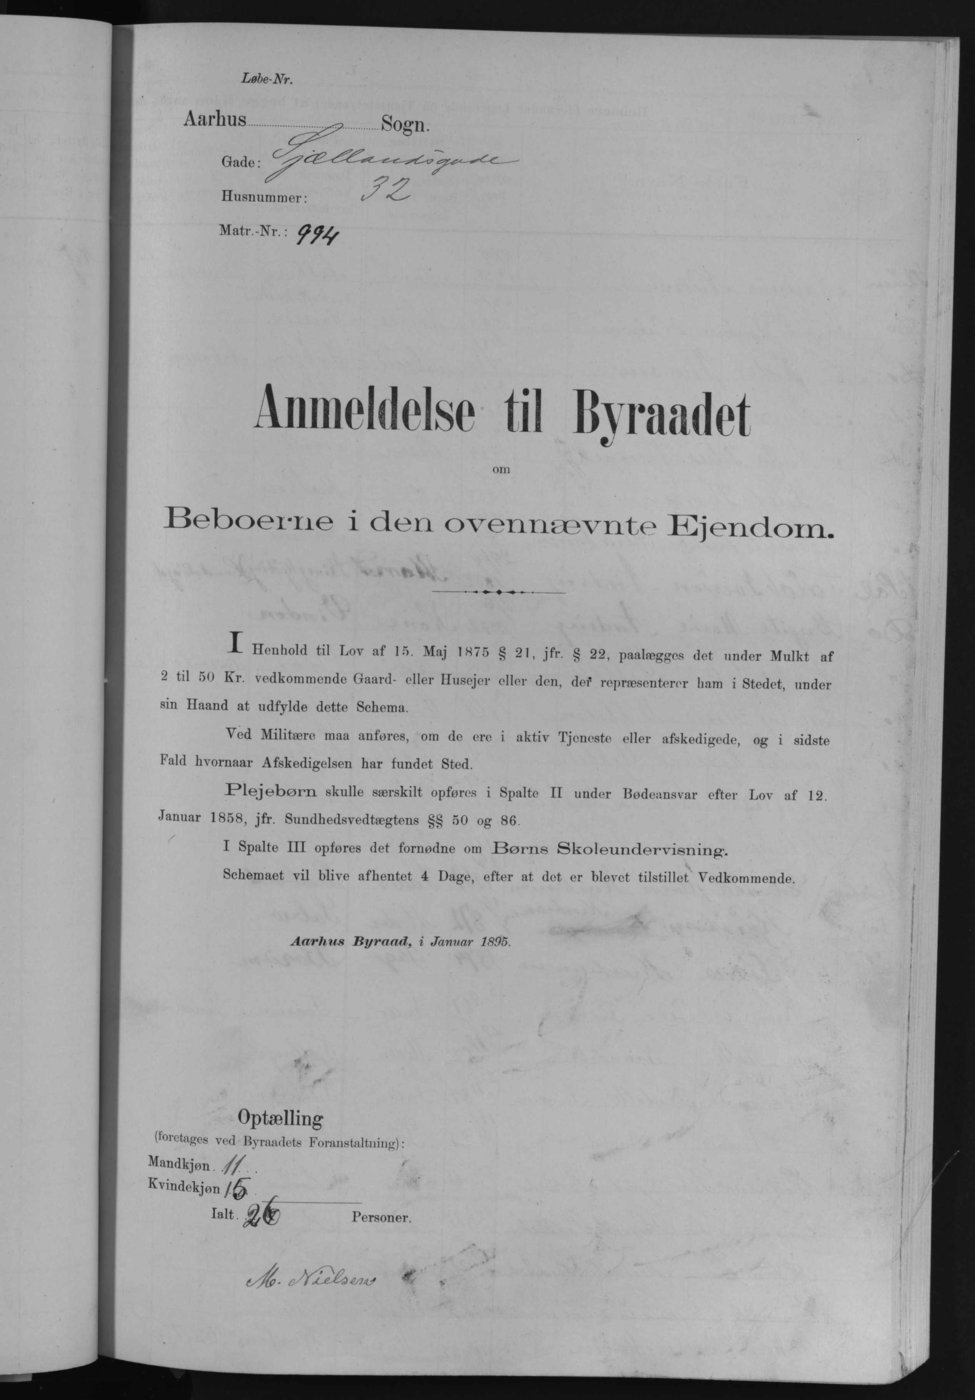 Løbe-Nr.
Aarhus Sogn.
Gade: Sjællandsgade
Husnummer: 32
Matr.-Nr.: 994
Anmeldelse til Byraadet
om
Beboerne i den ovennævnte Ejendom.
I Henhold til Lov af 15. Maj 1875 § 21, jfr. § 22, paalægges det under Mulkt af
2 til 50 Kr. vedkommende Gaard- eller Husejer eller den, der repræsenterer ham i Stedet, under
sin Haand at udfylde dette Schema.
Ved Militære maa anføres, om de ere i aktiv Tjeneste eller afskedigede, og i sidste
Fald hvornaar Afskedigelsen har fundet Sted.
Plejebørn skulle særskilt opføres i Spalte II under Bødeansvar efter Lov af 12.
Januar 1858, jfr. Sundhedsvedtægtens §§ 50 og 86.
I Spalte III opføres det fornødne om Børns Skoleundervisning.
Schemaet vil blive afhentet 4 Dage, efter at det er blevet tilstillet Vedkommende.
Aarhus Byraad, i Januar 1895.
Optælling
(foretages ved Byraadets Foranstaltning):
Mandkjøn. 11
Kvindekjøn 15
Ialt. 26 Personer.
M. Nielsen